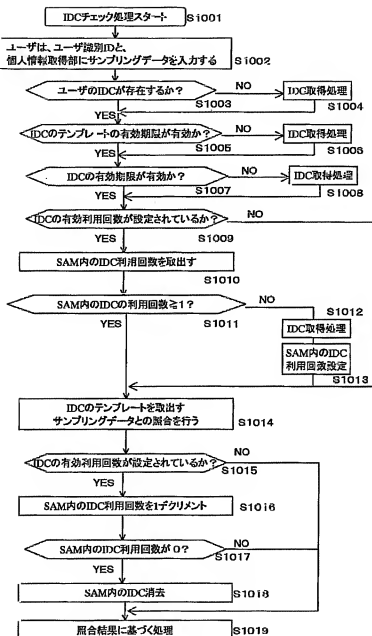 IDCチェック処理スタート S1001
ユーザは、ユーザ識別IDと、
個人情報取得部にサンプリングデータを入力する S1002
ユーザのIDCが存在するか? NO IDC取得処理
YES S1003 S1004
IDCのテンプレートの有効期限が有効か? NO IDC取得処理
YES S1005 S1006
IDCの有効期限が有効か? NO IDC取得処理
YES S1007 S1008
IDCの有効利用回数が設定されているか? NO
YES S1009
SAM内のIDC利用回数を取出す
S1010
SAM内のIDCの利用回数≧1? NO
YES S1011
S1012
IDC取得処理
SAM内のIDC
利用回数設定
S1013
IDCのテンプレートを取出す
サンプリングデータとの照合を行う S1014
IDCの有効利用回数が設定されているか? NO
YES S1015
SAM内のIDC利用回数を1デクリメント S1016
SAM内のIDC利用回数が0? NO
YES S1017
SAM内のIDC消去 S1018
照合結果に基づく処理 S1019